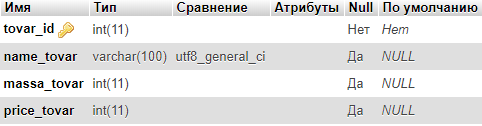 Имя Тип Сравнение Атрибуты Null По умолчанию
tovar_id int(11) Нет Нет
name_tovar varchar(100) utf8_general_ci Да NULL
massa_tovar int(11) Да NULL
price_tovar int(11) Да NULL